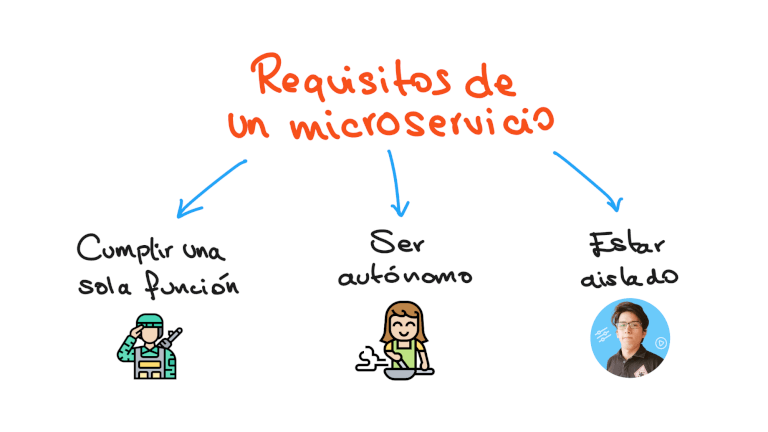 Requisitos de
un microservicio
Cumplir una
sola función
Ser
autónomo
Estar
aislado